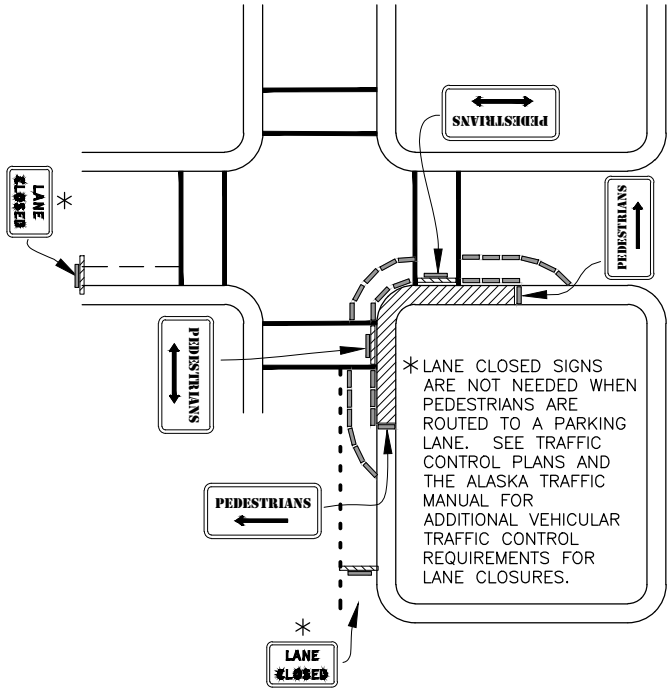 PEDESTRIANS
PEDESTRIANS
LANE
CLOSED
*
PEDESTRIANS
* LANE CLOSED SIGNS
ARE NOT NEEDED WHEN
PEDESTRIANS ARE
ROUTED TO A PARKING
LANE. SEE TRAFFIC
CONTROL PLANS AND
THE ALASKA TRAFFIC
MANUAL FOR
ADDITIONAL VEHICULAR
TRAFFIC CONTROL
REQUIREMENTS FOR
LANE CLOSURES.
PEDESTRIANS
*
LANE
CLOSED